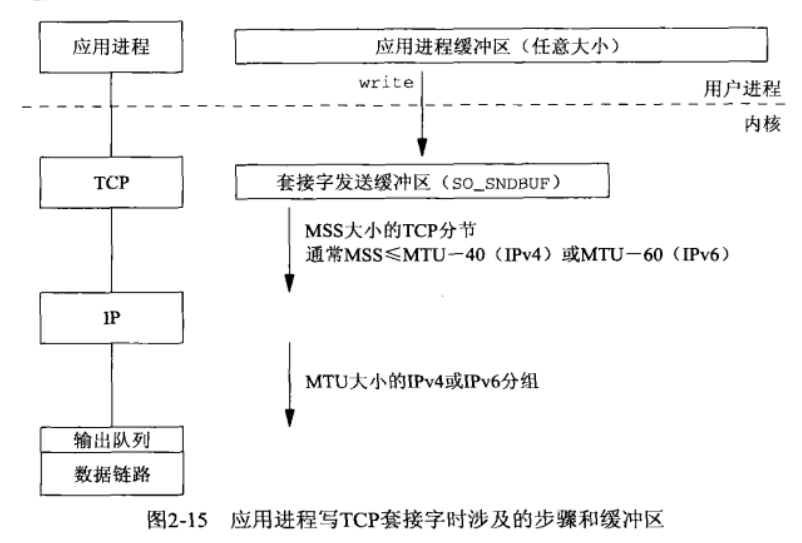 应用进程
应用进程缓冲区（任意大小）
write
用户进程
内核
TCP
套接字发送缓冲区（SO_SNDBUF）
MSS大小的TCP分节
通常MSS≤MTU－40（IPv4）或MTU－60（IPv6）
IP
MTU大小的IPv4或IPv6分组
输出队列
数据链路
图2-15 应用进程写TCP套接字时涉及的步骤和缓冲区